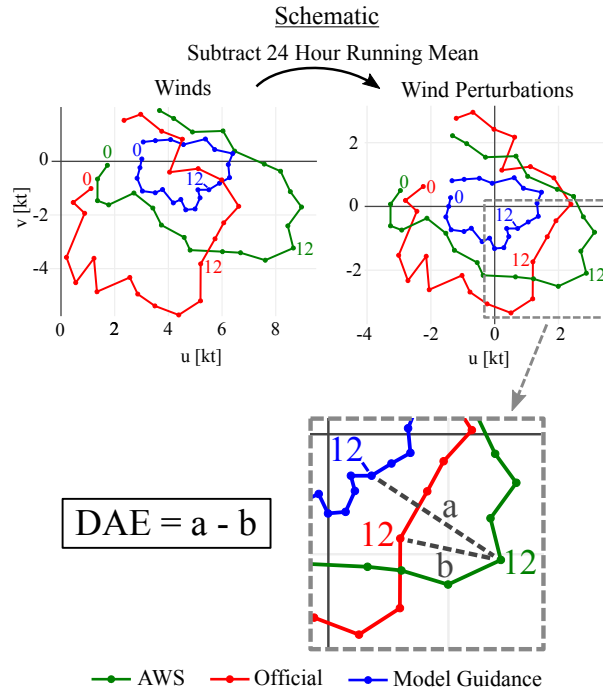 Schematic
Subtract 24 Hour Running Mean
Winds
Wind Perturbations
0
0
0
12
12
12
0
-2
-4
v [kt]
0
2
4
6
8
u [kt]
0
0
0
12
12
12
2
0
-2
-4
-2
0
2
u [kt]
12
a
12
b
12
DAE = a - b
AWS
Official
Model Guidance